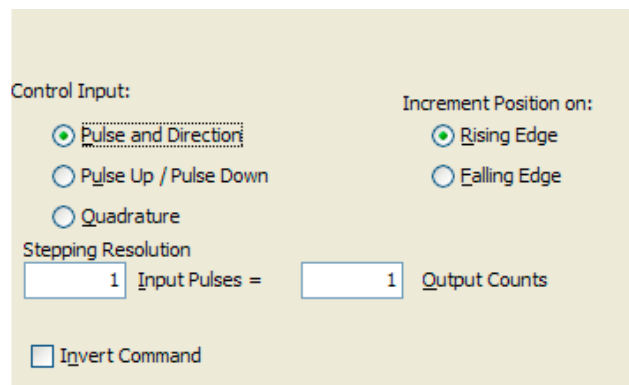 Control Input:
Increment Position on:
Pulse and Direction
Rising Edge
Pulse Up / Pulse Down
Falling Edge
Quadrature
Stepping Resolution
1 Input Pulses = 1 Output Counts
Invert Command